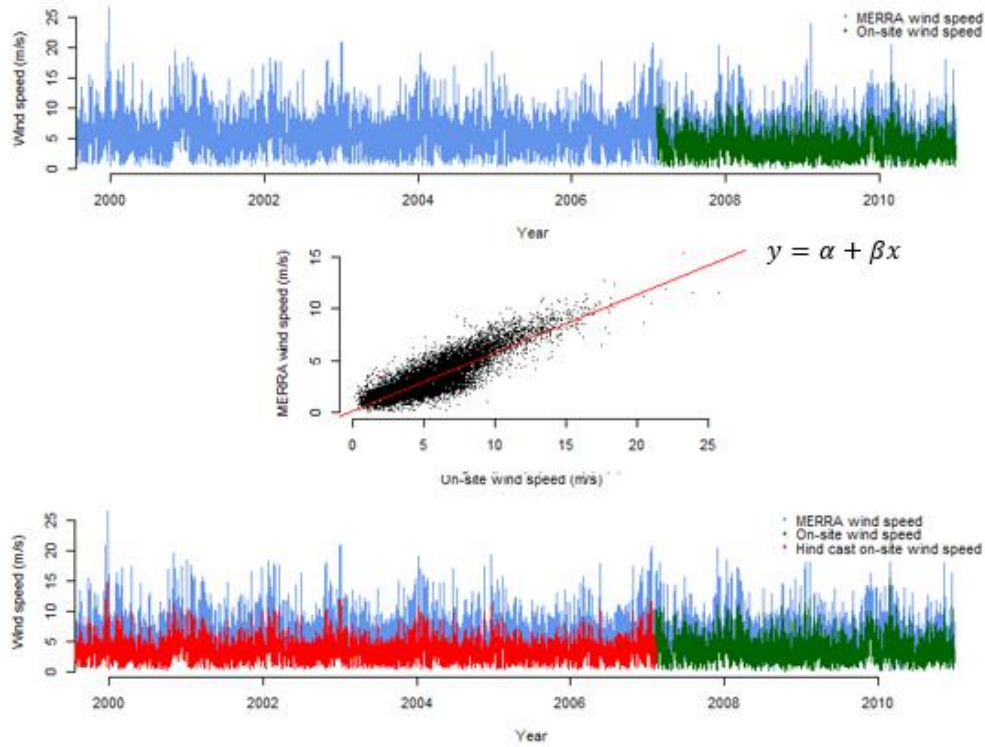 25
20
15
10
5
0
Wind speed (m/s)
MERRA wind speed
On-site wind speed
2000 2002 2004 2006 2008 2010
Year
y = α + βx
15
10
5
0
MERRA wind speed (m/s)
0 5 10 15 20 25
On-site wind speed (m/s)
25
20
15
10
5
0
Wind speed (m/s)
MERRA wind speed
On-site wind speed
Hind cast on-site wind speed
2000 2002 2004 2006 2008 2010
Year